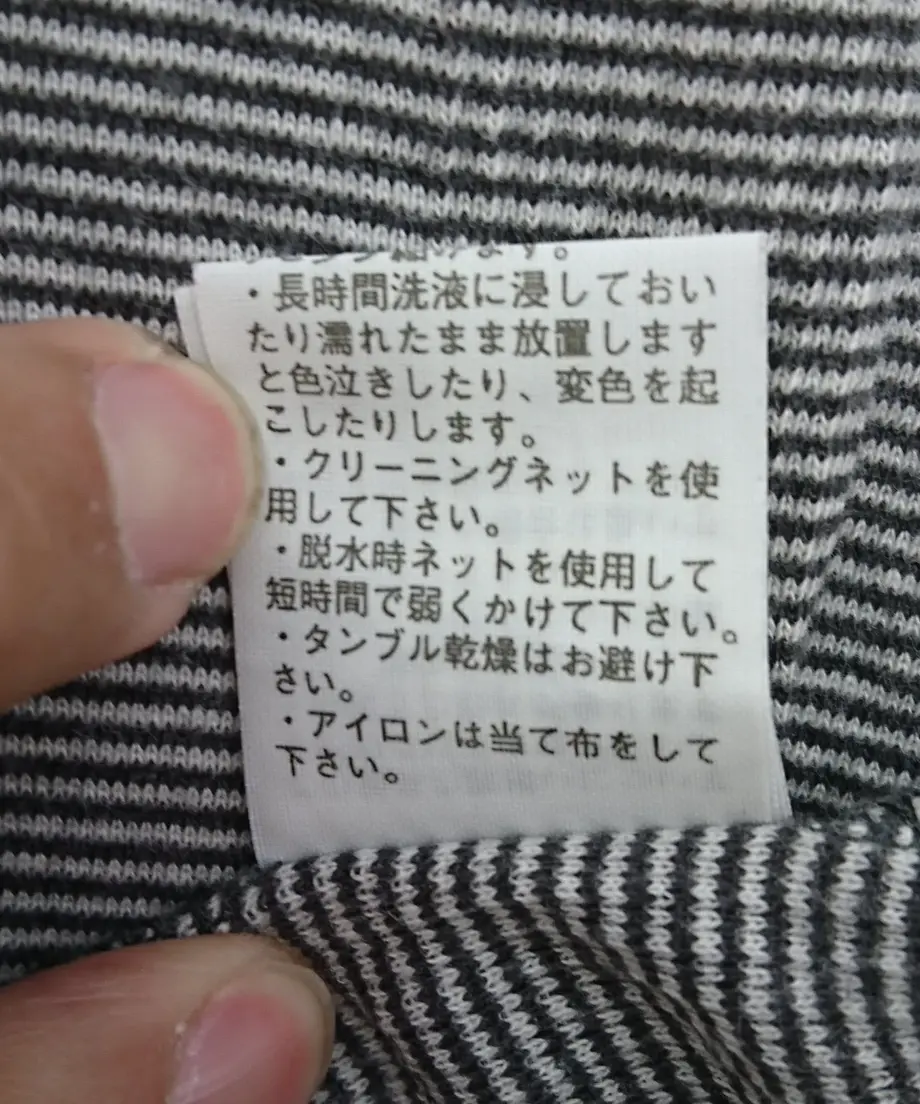 ・長時間洗液に浸しておい
たり濡れたまま放置します
と色泣きしたり、変色を起
こしたりします。
・クリーニングネットを使
用して下さい。
・脱水時ネットを使用して
短時間で弱くかけて下さい。
・タンブル乾燥はお避け下
さい。
・アイロンは当て布をして
下さい。